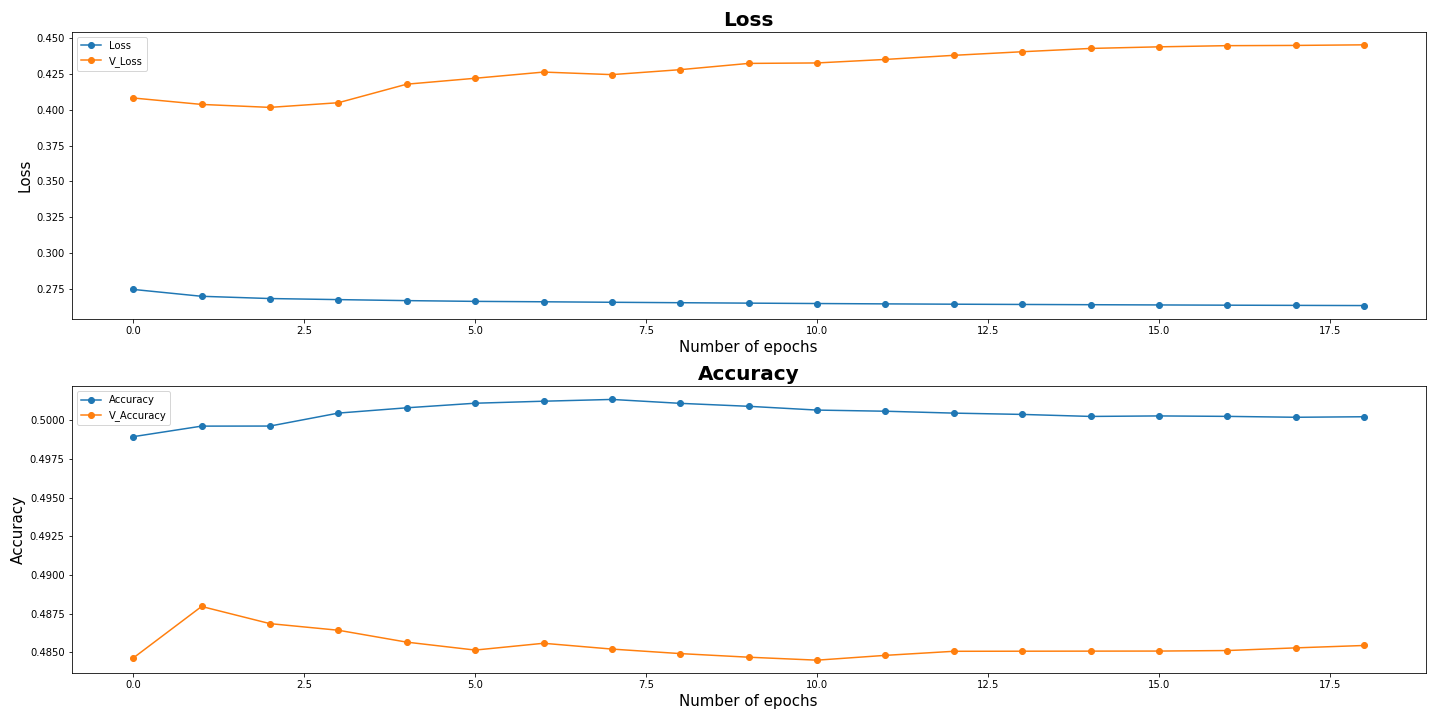 Loss
Loss
V_Loss
0.450
0.425
0.400
0.375
0.350
0.325
0.300
0.275
Loss
0.0 2.5 5.0 7.5 10.0 12.5 15.0 17.5
Number of epochs
Accuracy
Accuracy
V_Accuracy
0.5000
0.4975
0.4950
0.4925
0.4900
0.4875
0.4850
Accuracy
0.0 2.5 5.0 7.5 10.0 12.5 15.0 17.5
Number of epochs